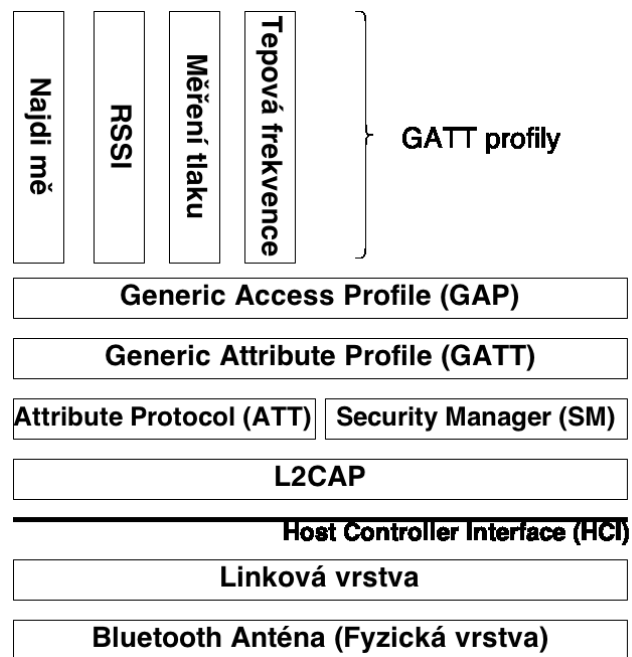 Najdi mě
RSSI
Měření tlaku
Tepová frekvence
GATT profily
Generic Access Profile (GAP)
Generic Attribute Profile (GATT)
Attribute Protocol (ATT)
Security Manager (SM)
L2CAP
Host Controller Interface (HCI)
Linková vrstva
Bluetooth Anténa (Fyzická vrstva)